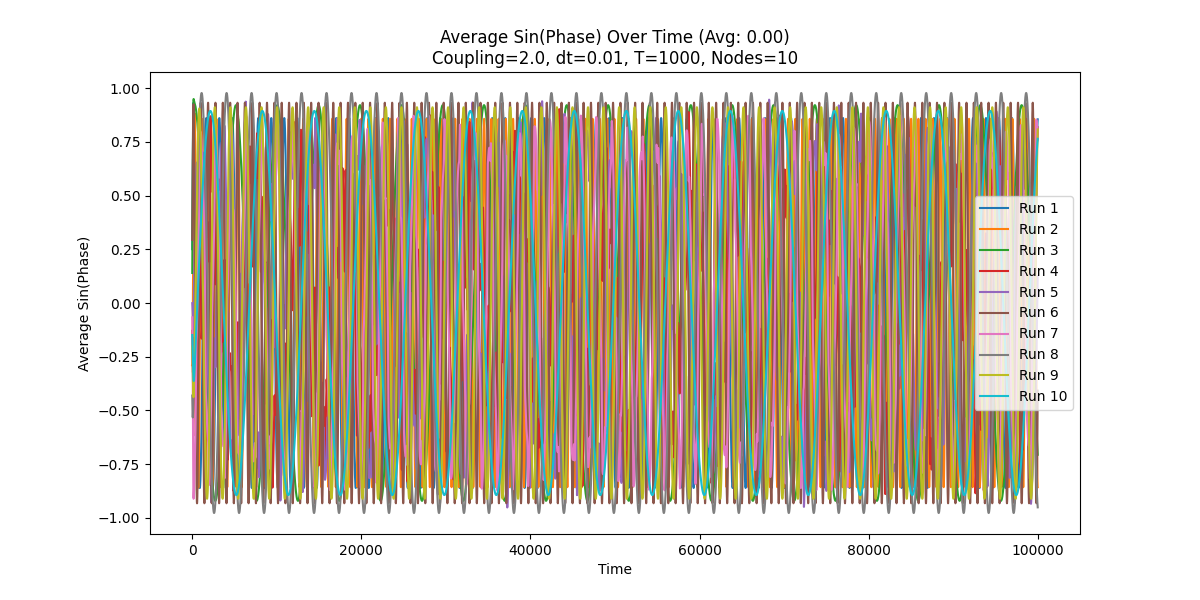 Average Sin(Phase) Over Time (Avg: 0.00)
Coupling=2.0, dt=0.01, T=1000, Nodes=10
1.00
0.75
0.50
0.25
0.00
−0.25
−0.50
−0.75
−1.00
Average Sin(Phase)
Run 1
Run 2
Run 3
Run 4
Run 5
Run 6
Run 7
Run 8
Run 9
Run 10
0
20000
40000
60000
80000
100000
Time